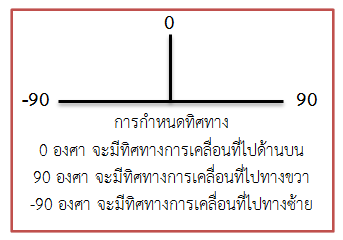 0
-90 90
การกำหนดทิศทาง
0 องศา จะมีทิศทางการเคลื่อนที่ไปด้านบน
90 องศา จะมีทิศทางการเคลื่อนที่ไปทางขวา
-90 องศา จะมีทิศทางการเคลื่อนที่ไปทางซ้าย